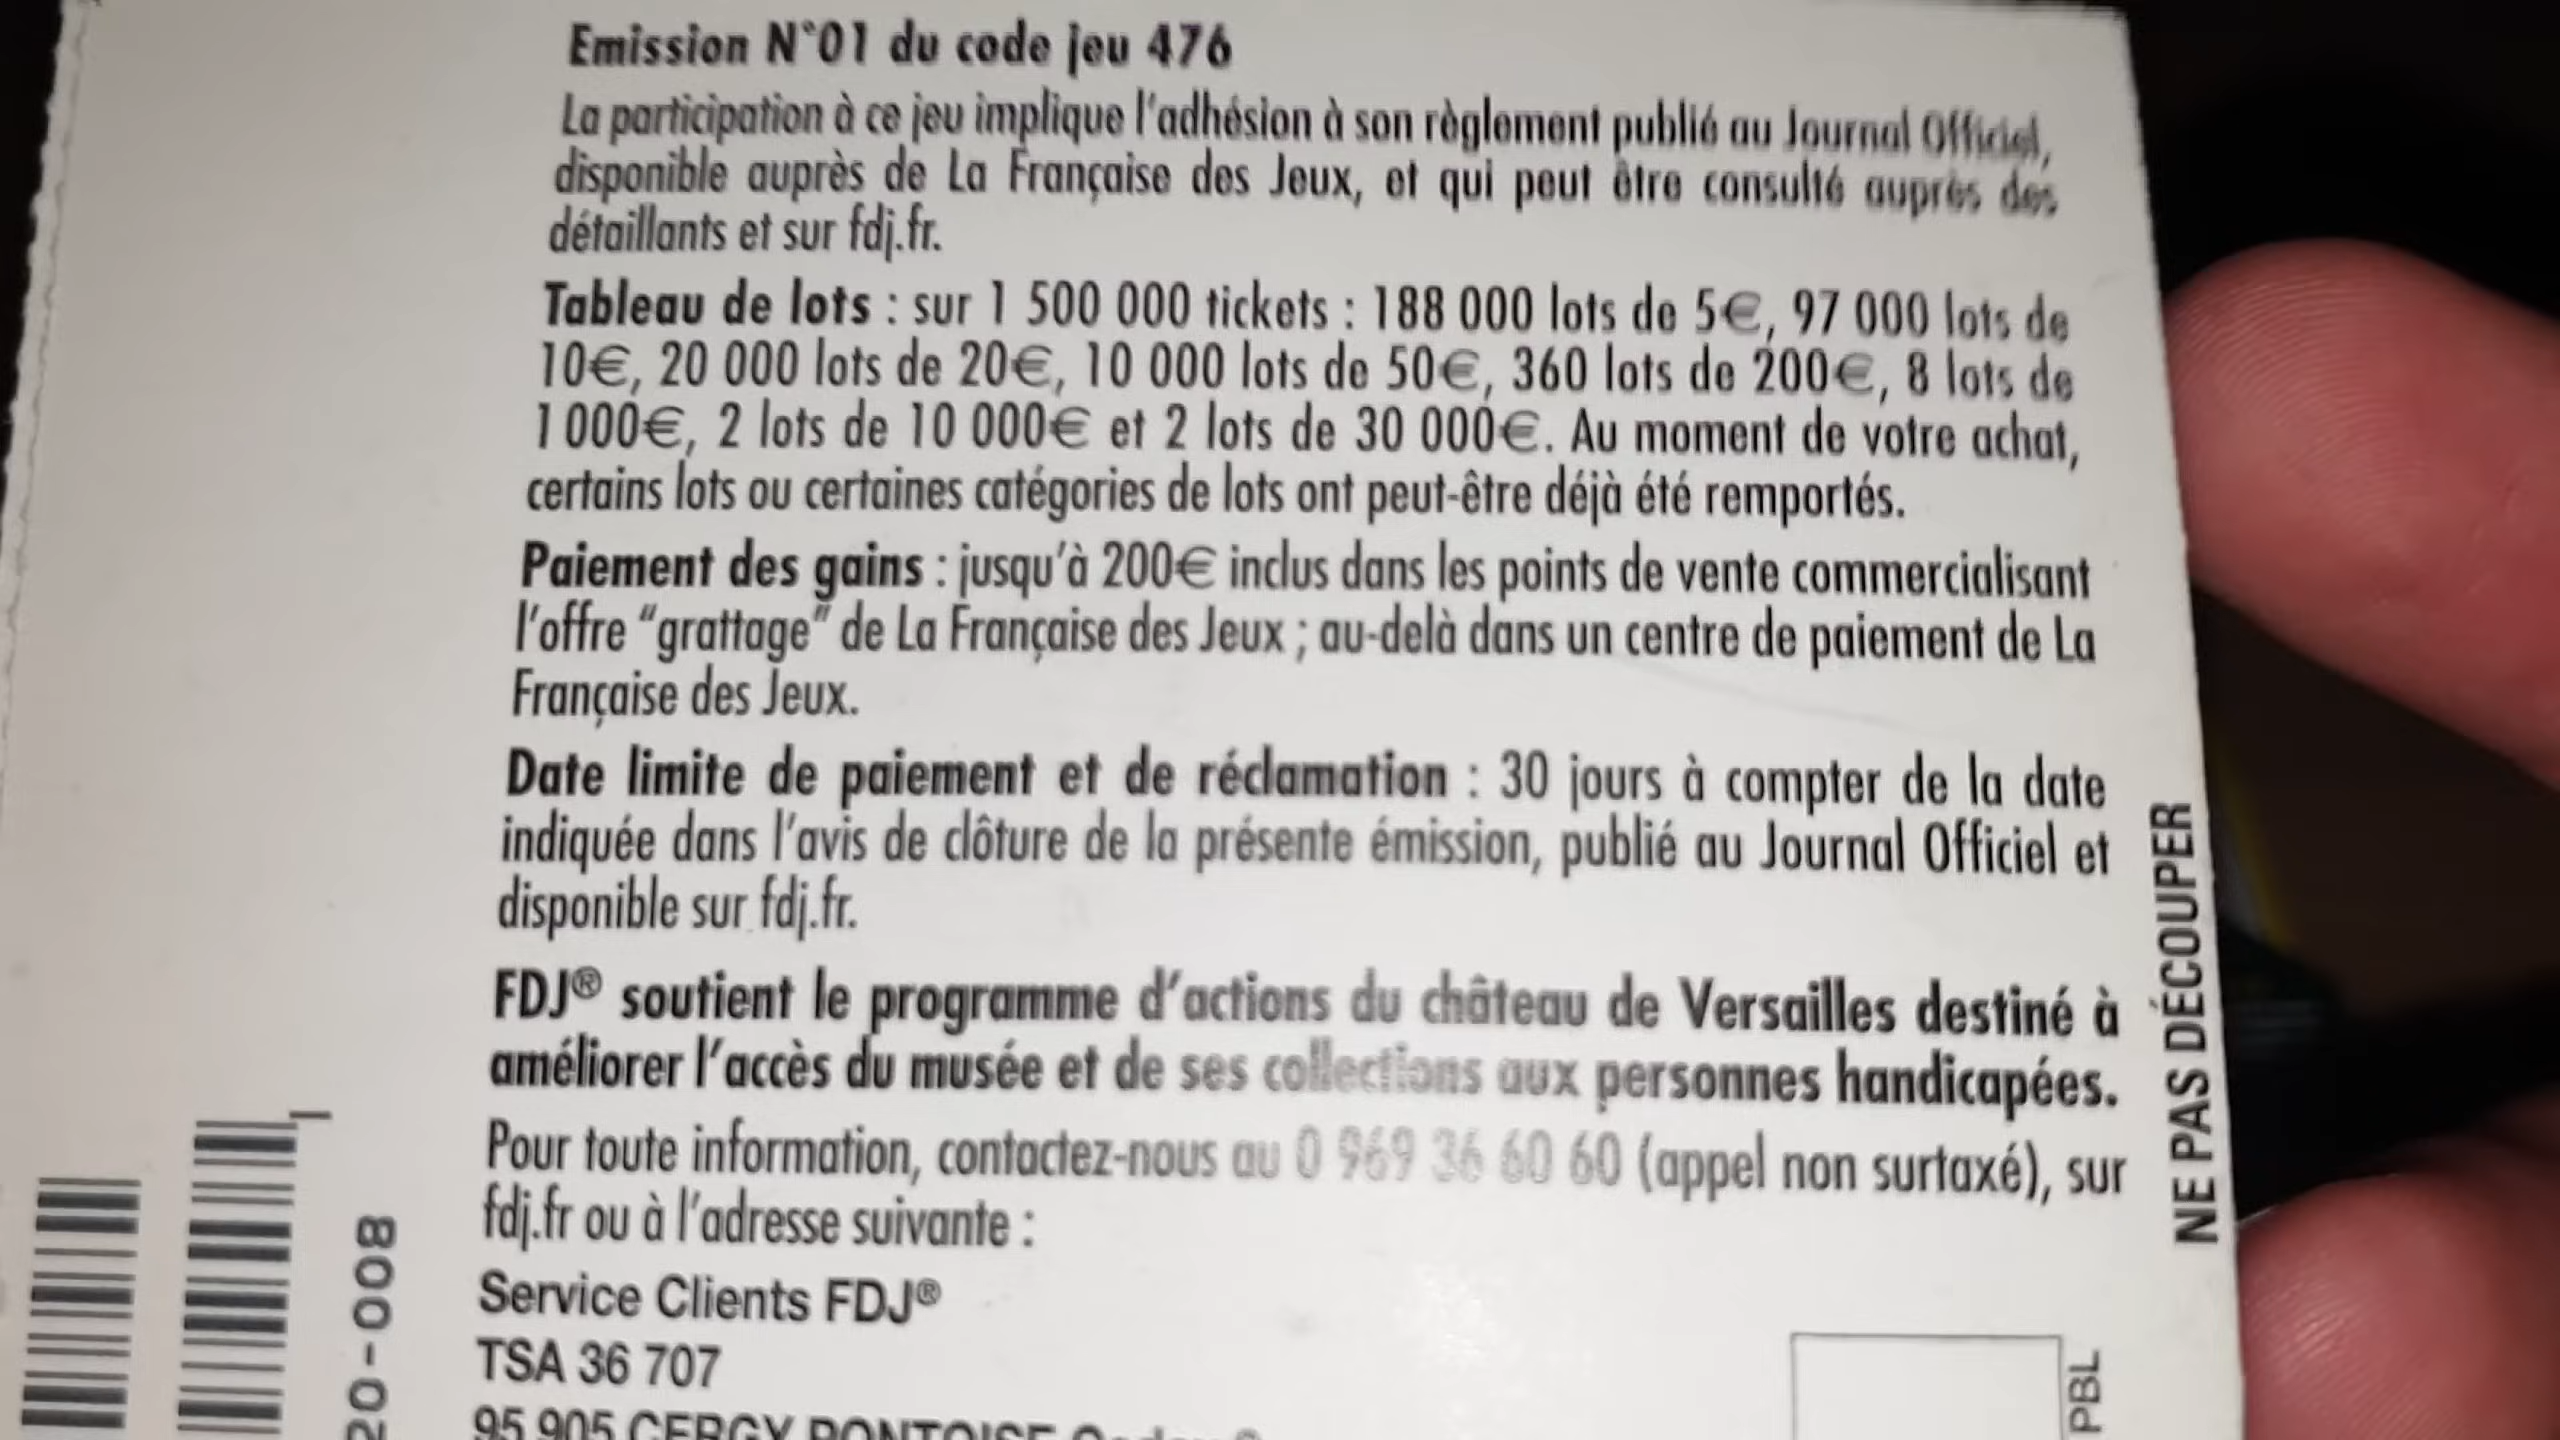 Emission N°01 du code jeu 476
La participation à ce jeu implique l'adhésion à son règlement publié au Journal Officiel,
disponible auprès de La Française des Jeux, et qui peut être consulté auprès des
détaillants et sur fdj.fr.
Tableau de lots : sur 1 500 000 tickets : 188 000 lots de 5€, 97 000 lots de
10€, 20 000 lots de 20€, 10 000 lots de 50€, 360 lots de 200€, 8 lots de
1 000€, 2 lots de 10 000€ et 2 lots de 30 000€. Au moment de votre achat,
certains lots ou certaines catégories de lots ont peut-être déjà été remportés.
Paiement des gains : jusqu'à 200€ inclus dans les points de vente commercialisant
l'offre "grattage" de La Française des Jeux ; au-delà dans un centre de paiement de La
Française des Jeux.
Date limite de paiement et de réclamation : 30 jours à compter de la date
indiquée dans l'avis de clôture de la présente émission, publié au Journal Officiel et
disponible sur fdj.fr.
FDJ® soutient le programme d'actions du château de Versailles destiné à
améliorer l'accès du musée et de ses collections aux personnes handicapées.
Pour toute information, contactez-nous au 0 969 36 60 60 (appel non surtaxé), sur
fdj.fr ou à l'adresse suivante :
Service Clients FDJ®
TSA 36 707
95 905 CERGY PONTOISE Cedex
NE PAS DÉCOUPER
PBL
20-008